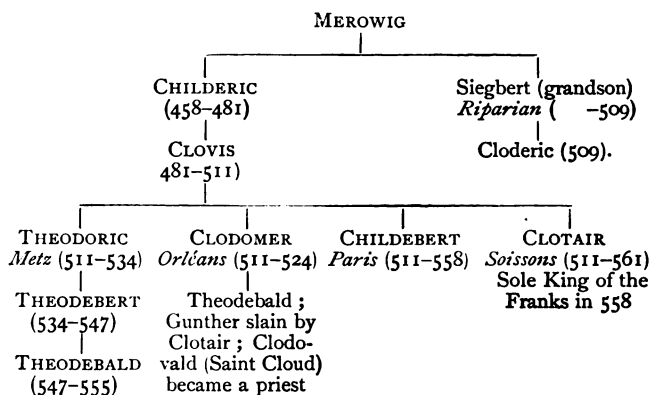 MEROWIG
CHILDERIC
(458–481)
Siegbert (grandson)
Riparian ( –509)
CLOVIS
481–511)
Cloderic (509).
THEODORIC
Metz (511–534)
CLODOMER
Orléans (511–524)
CHILDEBERT
Paris (511–558)
CLOTAIR
Soissons (511–561)
Sole King of the
Franks in 558
THEODEBERT
(534–547)
THEODEBALD
(547–555)
Theodebald ;
Gunther slain by
Clotair ; Clodo-
vald (Saint Cloud)
became a priest